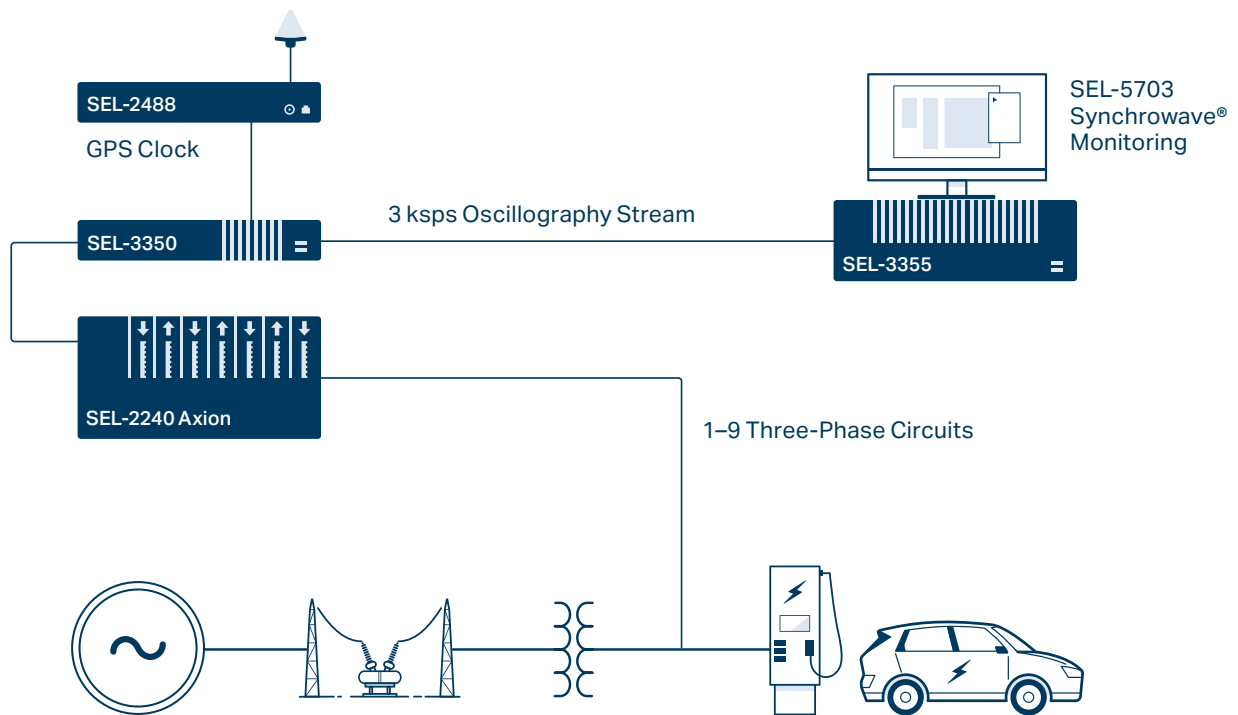 SEL-2488
GPS Clock
SEL-5703
Synchrowave®
Monitoring
3 ksps Oscillography Stream
SEL-3350
SEL-3355
SEL-2240 Axion
1–9 Three-Phase Circuits